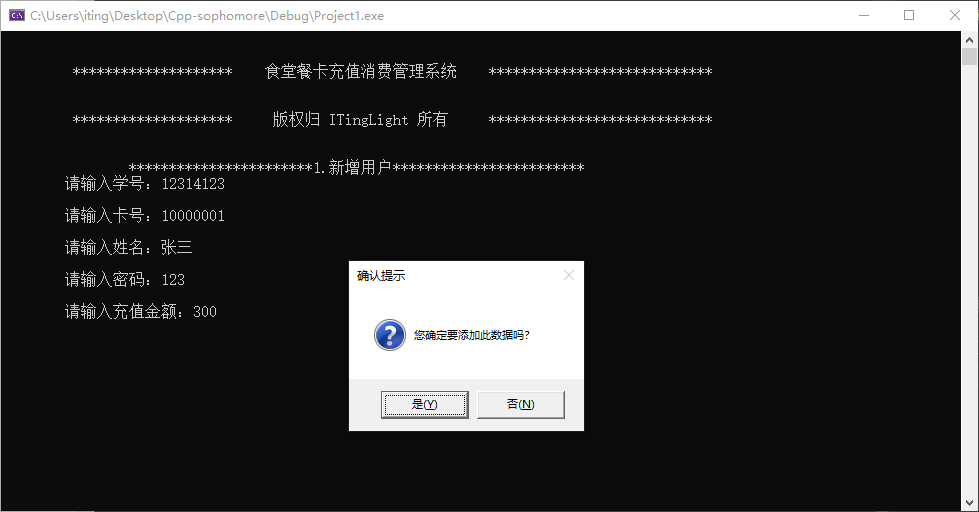 C:\Users\iting\Desktop\Cpp-sophomore\Debug\Project1.exe
******************** 食堂餐卡充值消费管理系统 ****************************
******************** 版权归 ITingLight 所有 ****************************
***********************1.新增用户************************
请输入学号：12314123
请输入卡号：10000001
请输入姓名：张三
请输入密码：123
请输入充值金额：300
确认提示
您确定要添加此数据吗?
是(Y) 否(N)